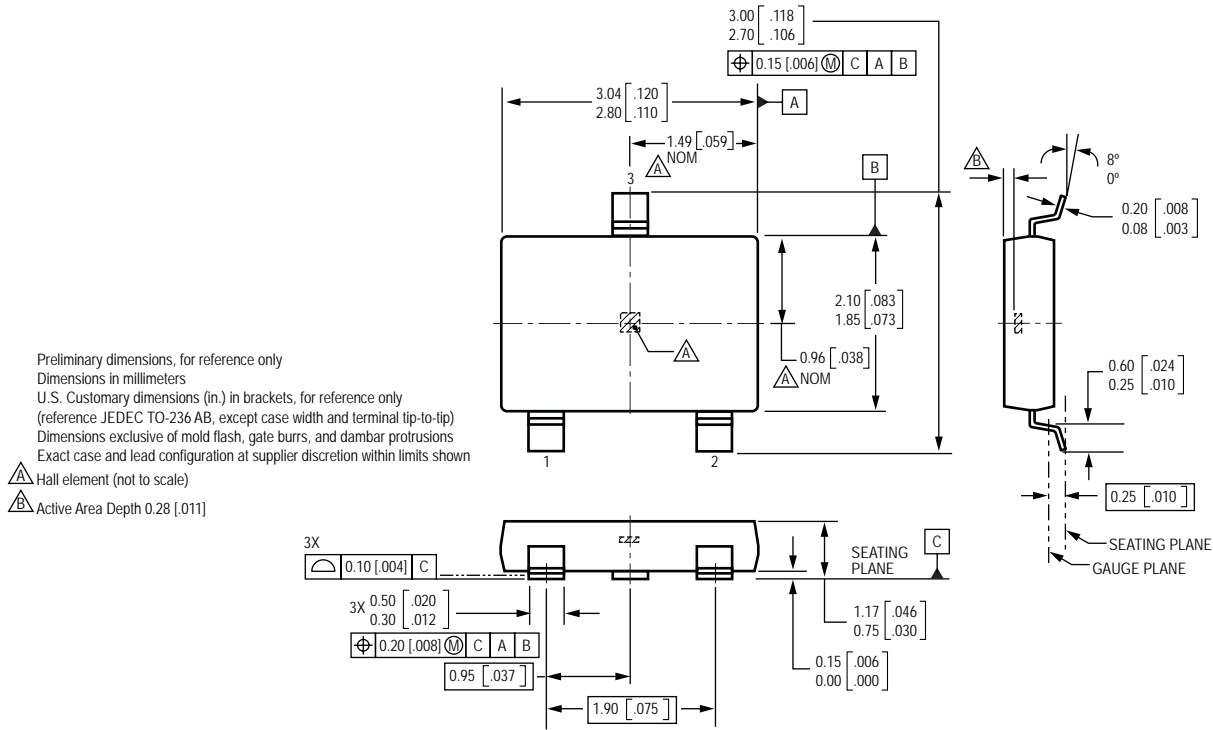 3.00 [.118]
2.70 [.106]
⌖ 0.15 [.006] Ⓜ C A B
3.04 [.120]
2.80 [.110]
A
1.49 [.059]
A NOM
3
B
B
8º
0º
0.20 [.008]
0.08 [.003]
2.10 [.083]
1.85 [.073]
A
0.96 [.038]
A NOM
0.60 [.024]
0.25 [.010]
1
2
0.25 [.010]
SEATING PLANE
GAUGE PLANE
Preliminary dimensions, for reference only
Dimensions in millimeters
U.S. Customary dimensions (in.) in brackets, for reference only
(reference JEDEC TO-236 AB, except case width and terminal tip-to-tip)
Dimensions exclusive of mold flash, gate burrs, and dambar protrusions
Exact case and lead configuration at supplier discretion within limits shown
A Hall element (not to scale)
B Active Area Depth 0.28 [.011]
3X
⌓ 0.10 [.004] C
SEATING
PLANE
C
3X 0.50 [.020]
0.30 [.012]
⌖ 0.20 [.008] Ⓜ C A B
1.17 [.046]
0.75 [.030]
0.15 [.006]
0.00 [.000]
0.95 [.037]
1.90 [.075]